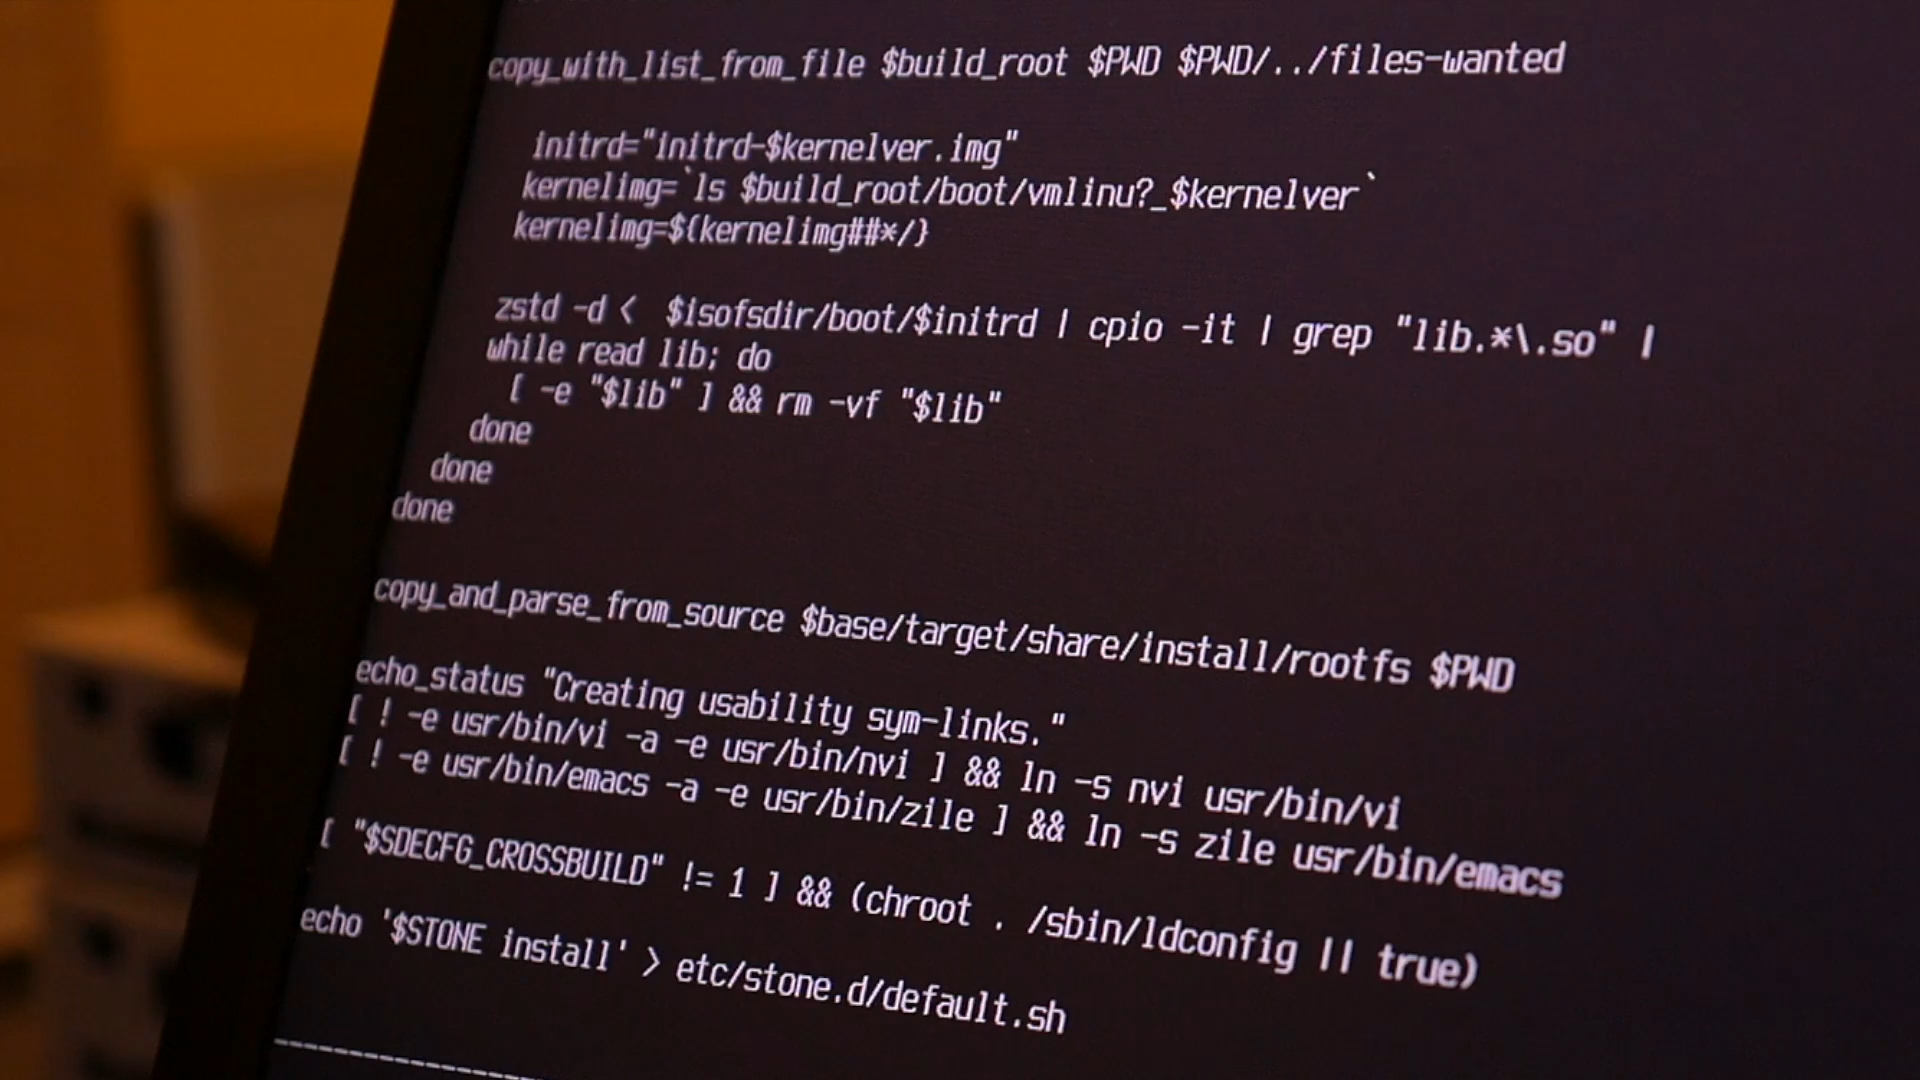 copy_with_list_from_file $build_root $PWD $PWD/../files-wanted
initrd="initrd-$kernelver.img"
kernelimg=`ls $build_root/boot/vmlinu?_$kernelver`
kernelimg=${kernelimg##*/}
zstd -d < $isofsdir/boot/$initrd | cpio -it | grep "lib.*\.so" |
while read lib; do
[ -e "$lib" ] && rm -vf "$lib"
done
done
done
copy_and_parse_from_source $base/target/share/install/rootfs $PWD
echo_status "Creating usability sym-links."
[ ! -e usr/bin/vi -a -e usr/bin/nvi ] && ln -s nvi usr/bin/vi
[ ! -e usr/bin/emacs -a -e usr/bin/zile ] && ln -s zile usr/bin/emacs
[ "$SDECFG_CROSSBUILD" != 1 ] && (chroot . /sbin/ldconfig || true)
echo '$STONE install' > etc/stone.d/default.sh